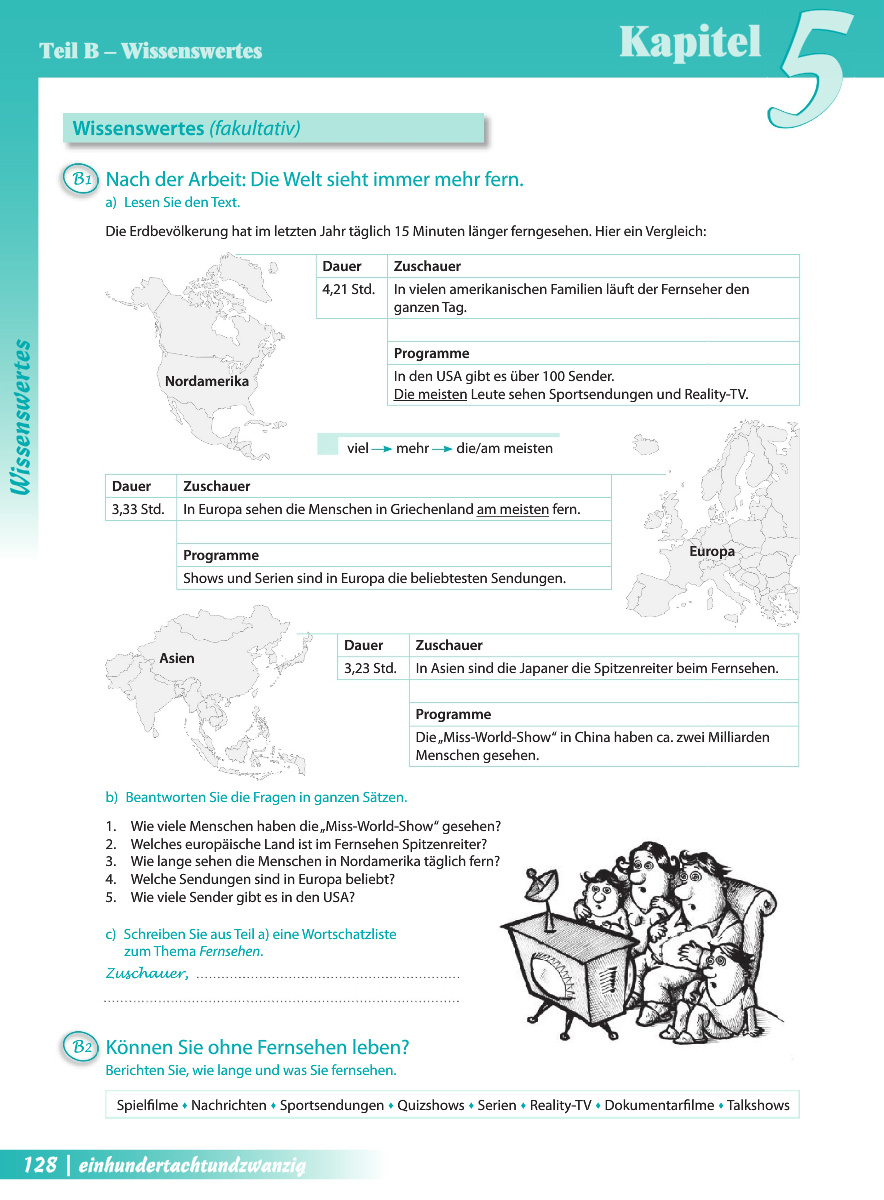 Teil B – Wissenswertes
Kapitel 5
Wissenswertes (fakultativ)
B1 Nach der Arbeit: Die Welt sieht immer mehr fern.
a) Lesen Sie den Text.
Die Erdbevölkerung hat im letzten Jahr täglich 15 Minuten länger ferngesehen. Hier ein Vergleich:
Nordamerika
Dauer Zuschauer
4,21 Std. In vielen amerikanischen Familien läuft der Fernseher den
ganzen Tag.
Programme
In den USA gibt es über 100 Sender.
Die meisten Leute sehen Sportsendungen und Reality-TV.
viel → mehr → die/am meisten
Dauer Zuschauer
3,33 Std. In Europa sehen die Menschen in Griechenland am meisten fern.
Programme
Shows und Serien sind in Europa die beliebtesten Sendungen.
Europa
Asien
Dauer Zuschauer
3,23 Std. In Asien sind die Japaner die Spitzenreiter beim Fernsehen.
Programme
Die „Miss-World-Show“ in China haben ca. zwei Milliarden
Menschen gesehen.
b) Beantworten Sie die Fragen in ganzen Sätzen.
1. Wie viele Menschen haben die „Miss-World-Show“ gesehen?
2. Welches europäische Land ist im Fernsehen Spitzenreiter?
3. Wie lange sehen die Menschen in Nordamerika täglich fern?
4. Welche Sendungen sind in Europa beliebt?
5. Wie viele Sender gibt es in den USA?
c) Schreiben Sie aus Teil a) eine Wortschatzliste
zum Thema Fernsehen.
Zuschauer, ................................................................
................................................................................
B2 Können Sie ohne Fernsehen leben?
Berichten Sie, wie lange und was Sie fernsehen.
Spielfilme ♦ Nachrichten ♦ Sportsendungen ♦ Quizshows ♦ Serien ♦ Reality-TV ♦ Dokumentarfilme ♦ Talkshows
128 | einhundertachtundzwanzig
Wissenswertes